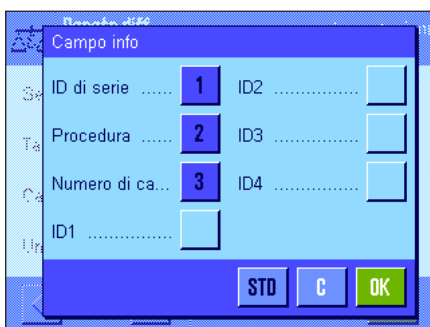 Campo info
ID di serie ...... 1
Procedura ...... 2
Numero di ca... 3
ID1 ...............
ID2 ...............
ID3 ...............
ID4 ...............
STD C OK